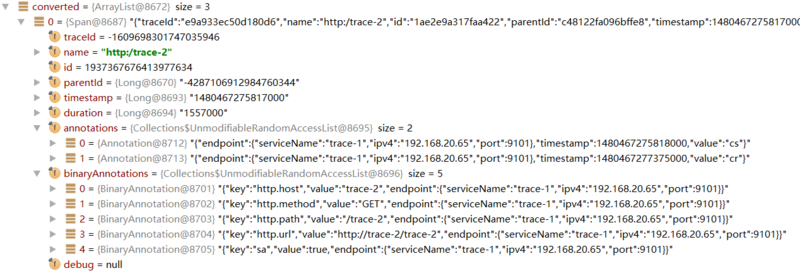 converted = {ArrayList@8672} size = 3
0 = {Span@8687} "{"traceId":"e9a933ec50d180d6","name":"http:/trace-2","id":"1ae2e9a317faa422","parentId":"c48122fa096bffe8","timestamp":1480467275817000
traceId = -1609698301747035946
name = "http:/trace-2"
id = 1937367676413977634
parentId = {Long@8670} "-4287106912984760344"
timestamp = {Long@8693} "1480467275817000"
duration = {Long@8694} "1557000"
annotations = {Collections$UnmodifiableRandomAccessList@8695} size = 2
0 = {Annotation@8712} "{"endpoint":{"serviceName":"trace-1","ipv4":"192.168.20.65","port":9101},"timestamp":1480467275818000,"value":"cs"}"
1 = {Annotation@8713} "{"endpoint":{"serviceName":"trace-1","ipv4":"192.168.20.65","port":9101},"timestamp":1480467277375000,"value":"cr"}"
binaryAnnotations = {Collections$UnmodifiableRandomAccessList@8696} size = 5
0 = {BinaryAnnotation@8701} "{"key":"http.host","value":"trace-2","endpoint":{"serviceName":"trace-1","ipv4":"192.168.20.65","port":9101}}"
1 = {BinaryAnnotation@8702} "{"key":"http.method","value":"GET","endpoint":{"serviceName":"trace-1","ipv4":"192.168.20.65","port":9101}}"
2 = {BinaryAnnotation@8703} "{"key":"http.path","value":"/trace-2","endpoint":{"serviceName":"trace-1","ipv4":"192.168.20.65","port":9101}}"
3 = {BinaryAnnotation@8704} "{"key":"http.url","value":"http://trace-2/trace-2","endpoint":{"serviceName":"trace-1","ipv4":"192.168.20.65","port":9101}}"
4 = {BinaryAnnotation@8705} "{"key":"sa","value":true,"endpoint":{"serviceName":"trace-1","ipv4":"192.168.20.65","port":9101}}"
debug = null